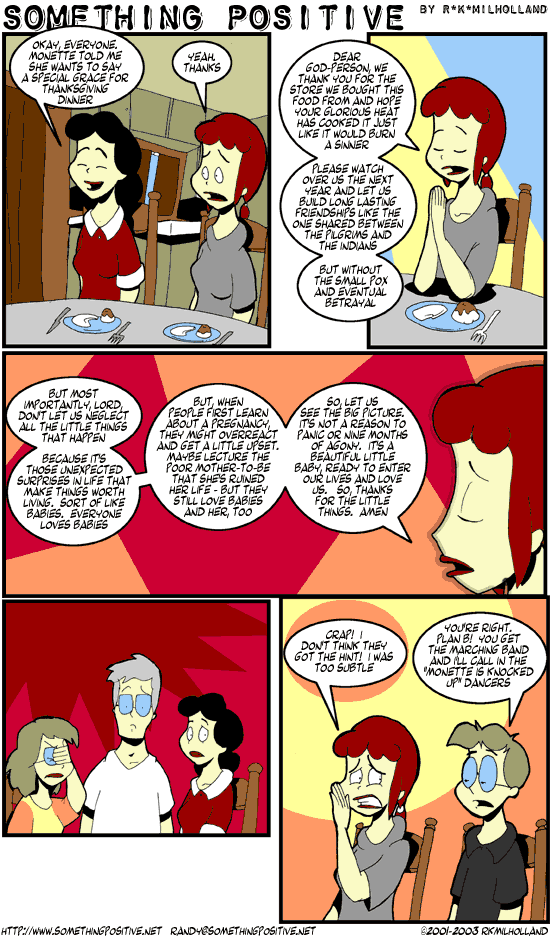 SOMETHING POSITIVE BY R*K*MILHOLLAND
OKAY, EVERYONE.
MONETTE TOLD ME
SHE WANTS TO SAY
A SPECIAL GRACE FOR
THANKSGIVING
DINNER
YEAH.
THANKS
DEAR
GOD-PERSON, WE
THANK YOU FOR THE
STORE WE BOUGHT THIS
FOOD FROM AND HOPE
YOUR GLORIOUS HEAT
HAS COOKED IT JUST
LIKE IT WOULD BURN
A SINNER
PLEASE WATCH
OVER US THE NEXT
YEAR AND LET US
BUILD LONG LASTING
FRIENDSHIPS LIKE THE
ONE SHARED BETWEEN
THE PILGRIMS AND
THE INDIANS
BUT WITHOUT
THE SMALL POX
AND EVENTUAL
BETRAYAL
BUT MOST
IMPORTANTLY, LORD,
DON'T LET US NEGLECT
ALL THE LITTLE THINGS
THAT HAPPEN
BECAUSE IT'S
THOSE UNEXPECTED
SURPRISES IN LIFE THAT
MAKE THINGS WORTH
LIVING. SORT OF LIKE
BABIES. EVERYONE
LOVES BABIES
BUT, WHEN
PEOPLE FIRST LEARN
ABOUT A PREGNANCY,
THEY MIGHT OVERREACT
AND GET A LITTLE UPSET.
MAYBE LECTURE THE
POOR MOTHER-TO-BE
THAT SHE'S RUINED
HER LIFE - BUT THEY
STILL LOVE BABIES
AND HER, TOO
SO, LET US
SEE THE BIG PICTURE.
IT'S NOT A REASON TO
PANIC OR NINE MONTHS
OF AGONY. IT'S A
BEAUTIFUL LITTLE
BABY, READY TO ENTER
OUR LIVES AND LOVE
US. SO, THANKS
FOR THE LITTLE
THINGS. AMEN
CRAP! I
DON'T THINK THEY
GOT THE HINT! I WAS
TOO SUBTLE
YOU'RE RIGHT.
PLAN B! YOU GET
THE MARCHING BAND
AND I'LL CALL IN THE
"MONETTE IS KNOCKED
UP" DANCERS
HTTP://WWW.SOMETHINGPOSITIVE.NET RANDY@SOMETHINGPOSITIVE.NET ©2001-2003 RKMILHOLLAND